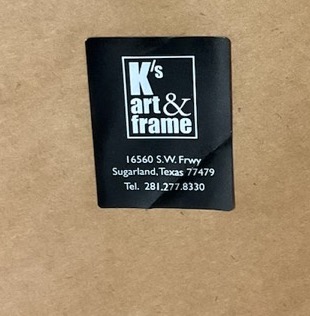 K's
art &
frame
16560 S.W. Frwy
Sugarland, Texas 77479
Tel. 281.277.8330